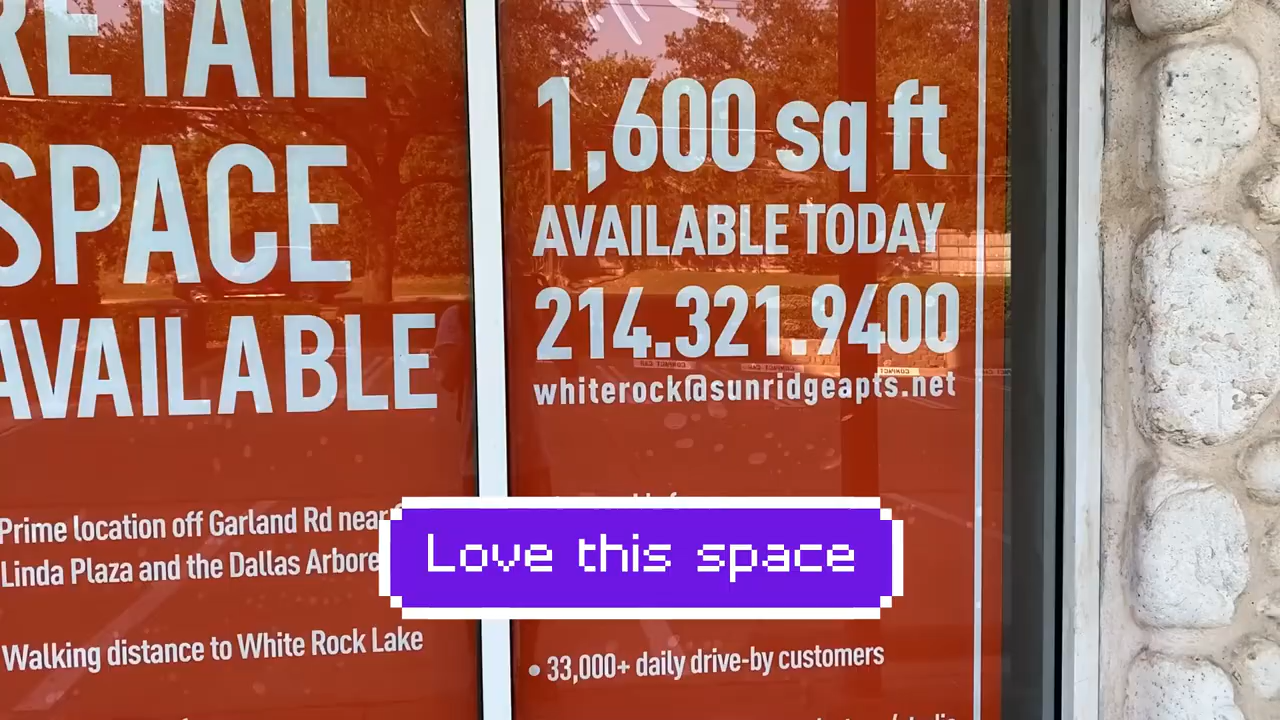 RETAIL
SPACE
AVAILABLE
Prime location off Garland Rd near
Linda Plaza and the Dallas
Walking distance to White Rock Lake
1,600 sq ft
AVAILABLE TODAY
214.321.9400
whiterock@sunridgeapts.net
Love this space
• 33,000+ daily drive-by customers